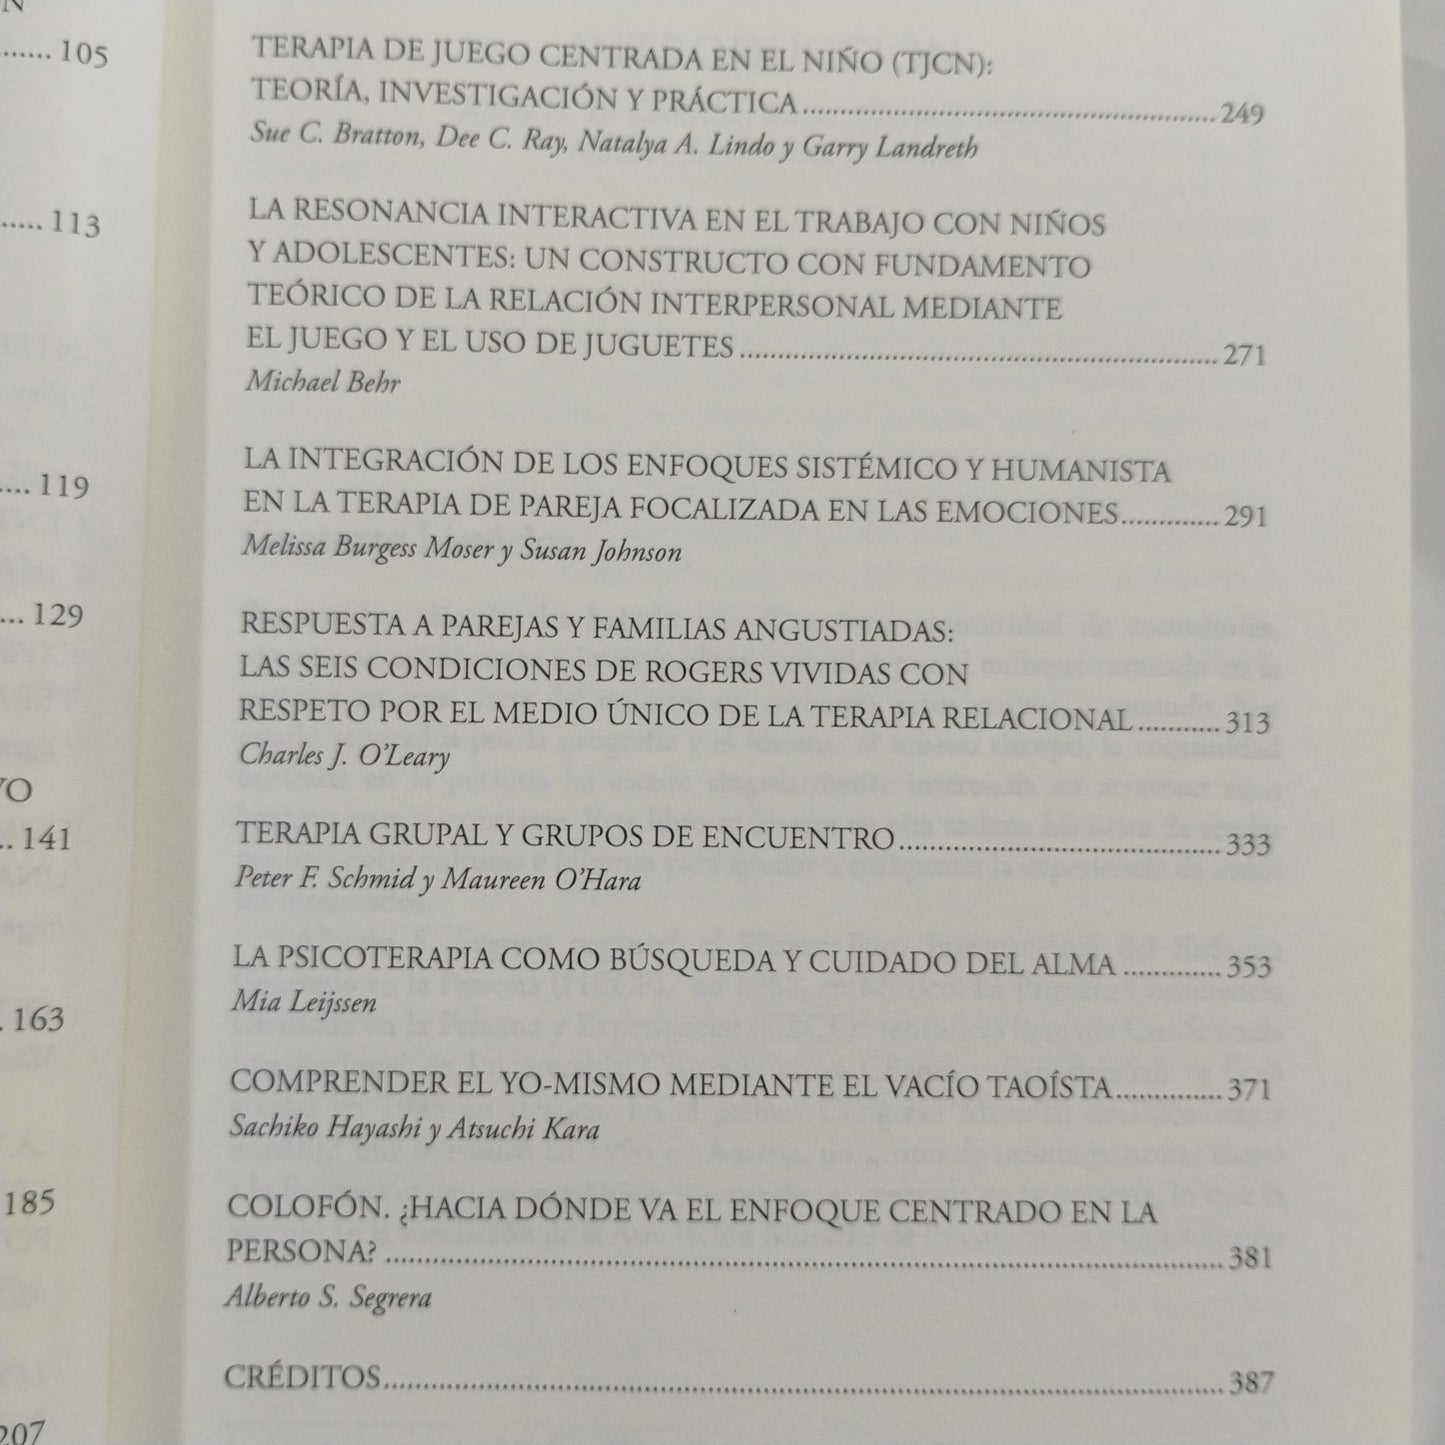 N
...... 105
..... 113
.... 119
... 129
VO
.. 141
. 163
185
207
TERAPIA DE JUEGO CENTRADA EN EL NIÑO (TJCN):
TEORÍA, INVESTIGACIÓN Y PRÁCTICA ........ 249
Sue C. Bratton, Dee C. Ray, Natalya A. Lindo y Garry Landreth
LA RESONANCIA INTERACTIVA EN EL TRABAJO CON NIÑOS
Y ADOLESCENTES: UN CONSTRUCTO CON FUNDAMENTO
TEÓRICO DE LA RELACIÓN INTERPERSONAL MEDIANTE
EL JUEGO Y EL USO DE JUGUETES ........ 271
Michael Behr
LA INTEGRACIÓN DE LOS ENFOQUES SISTÉMICO Y HUMANISTA
EN LA TERAPIA DE PAREJA FOCALIZADA EN LAS EMOCIONES ........ 291
Melissa Burgess Moser y Susan Johnson
RESPUESTA A PAREJAS Y FAMILIAS ANGUSTIADAS:
LAS SEIS CONDICIONES DE ROGERS VIVIDAS CON
RESPETO POR EL MEDIO ÚNICO DE LA TERAPIA RELACIONAL ........ 313
Charles J. O'Leary
TERAPIA GRUPAL Y GRUPOS DE ENCUENTRO ........ 333
Peter F. Schmid y Maureen O'Hara
LA PSICOTERAPIA COMO BÚSQUEDA Y CUIDADO DEL ALMA ........ 353
Mia Leijssen
COMPRENDER EL YO-MISMO MEDIANTE EL VACÍO TAOÍSTA ........ 371
Sachiko Hayashi y Atsuchi Kara
COLOFÓN. ¿HACIA DÓNDE VA EL ENFOQUE CENTRADO EN LA
PERSONA? ........ 381
Alberto S. Segrera
CRÉDITOS ........ 387